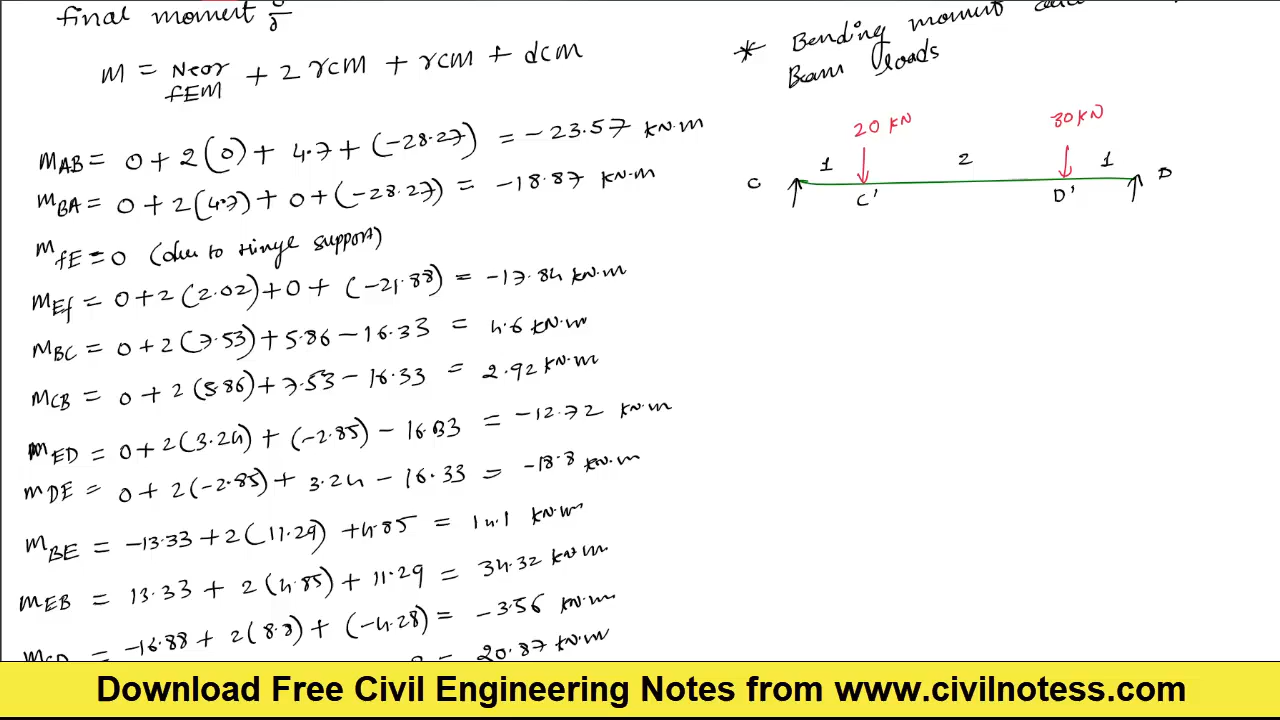 final moment
M = Near FEM + 2 rcm + rcm + dcm
MAB = 0 + 2(0) + 4.7 + (-28.27) = -23.57 kN.m
MBA = 0 + 2(4.7) + 0 + (-28.27) = -18.87 kN.m
MfE = 0 (due to Hinge support)
MEf = 0 + 2(2.02) + 0 + (-21.88) = -17.84 kN.m
MBC = 0 + 2(7.53) + 5.86 - 16.33 = 4.6 kN.m
MCB = 0 + 2(5.86) + 7.53 - 16.33 = 2.92 kN.m
MED = 0 + 2(3.24) + (-2.85) - 16.33 = -12.72 kN.m
MDE = 0 + 2(-2.85) + 3.24 - 16.33 = -18.8 kN.m
MBE = -13.33 + 2(11.29) + 4.85 = 14.1 kN.m
MEB = 13.33 + 2(4.85) + 11.29 = 34.32 kN.m
= -16.88 + 2(8.8) + (-4.28) = -3.56 kN.m
= 20.87 kN.m
* Bending moment
Beam loads
20 kN 30 kN
1 2 1
C D
C' D'
Download Free Civil Engineering Notes from www.civilnotess.com